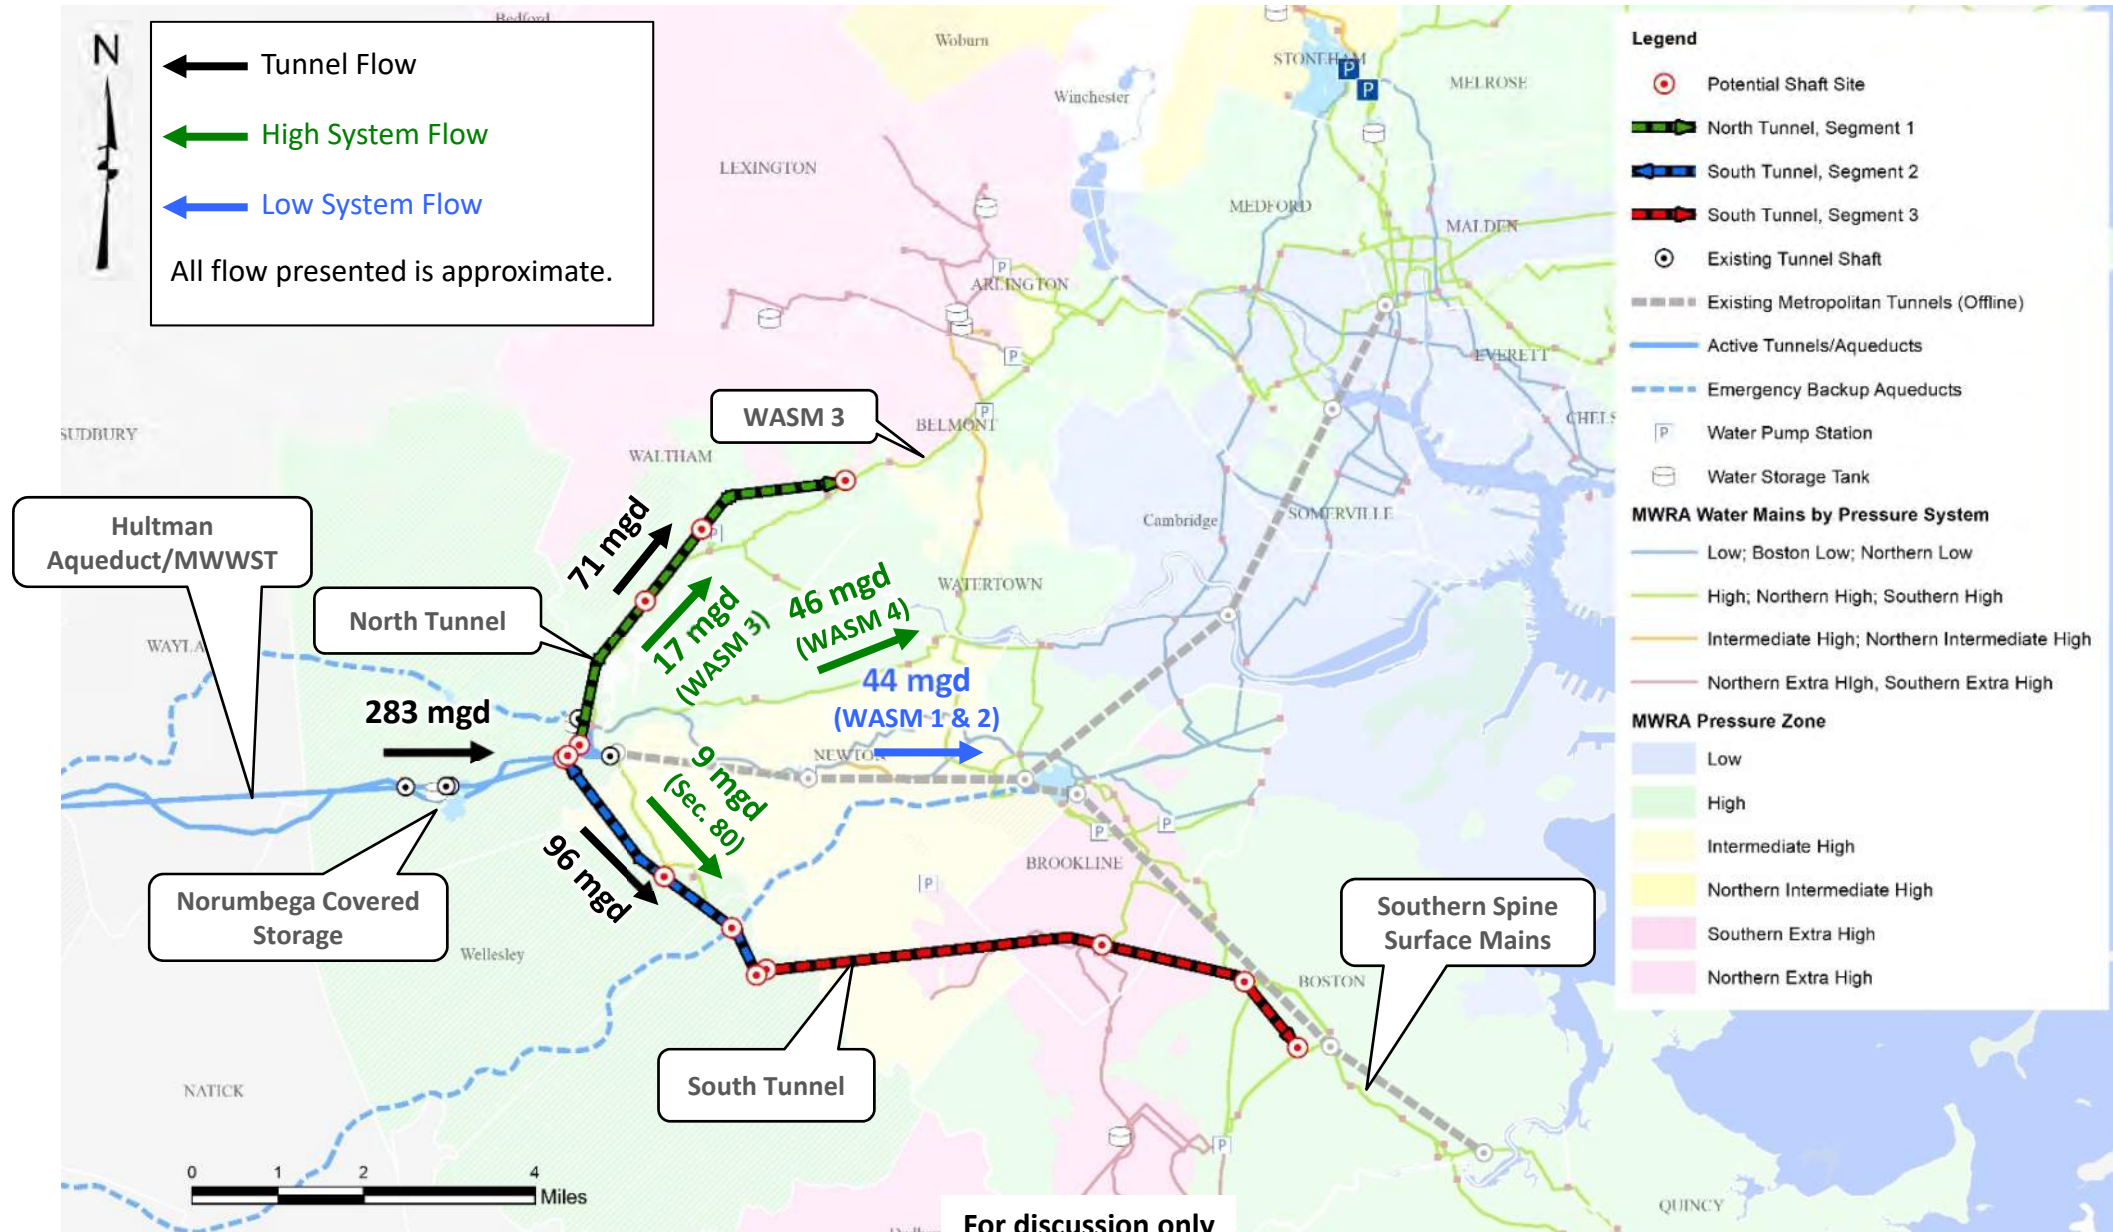 Bedford
N
Tunnel Flow
High System Flow
Low System Flow
All flow presented is approximate.
Woburn
STONEHAM
P
P
MELROSE
Winchester
LEXINGTON
MEDFORD
MALDEN
P
ARLINGTON
EVERETT
P
CHELS
WASM 3
P
BELMONT
SUDBURY
WALTHAM
Hultman
Aqueduct/MWWST
P
Cambridge
SOMERVILLE
71 mgd
North Tunnel
17 mgd
(WASM 3)
46 mgd
(WASM 4)
WATERTOWN
WAYLA
44 mgd
(WASM 1 & 2)
283 mgd
NEWTON
9 mgd
(Sec. 80)
P
P
BROOKLINE
96 mgd
P
Norumbega Covered
Storage
Southern Spine
Surface Mains
Wellesley
BOSTON
South Tunnel
NATICK
P
0 1 2 4
Miles
QUINCY
For discussion only
Legend
Potential Shaft Site
North Tunnel, Segment 1
South Tunnel, Segment 2
South Tunnel, Segment 3
Existing Tunnel Shaft
Existing Metropolitan Tunnels (Offline)
Active Tunnels/Aqueducts
Emergency Backup Aqueducts
P Water Pump Station
Water Storage Tank
MWRA Water Mains by Pressure System
Low; Boston Low; Northern Low
High; Northern High; Southern High
Intermediate High; Northern Intermediate High
Northern Extra HIgh, Southern Extra High
MWRA Pressure Zone
Low
High
Intermediate High
Northern Intermediate High
Southern Extra High
Northern Extra High